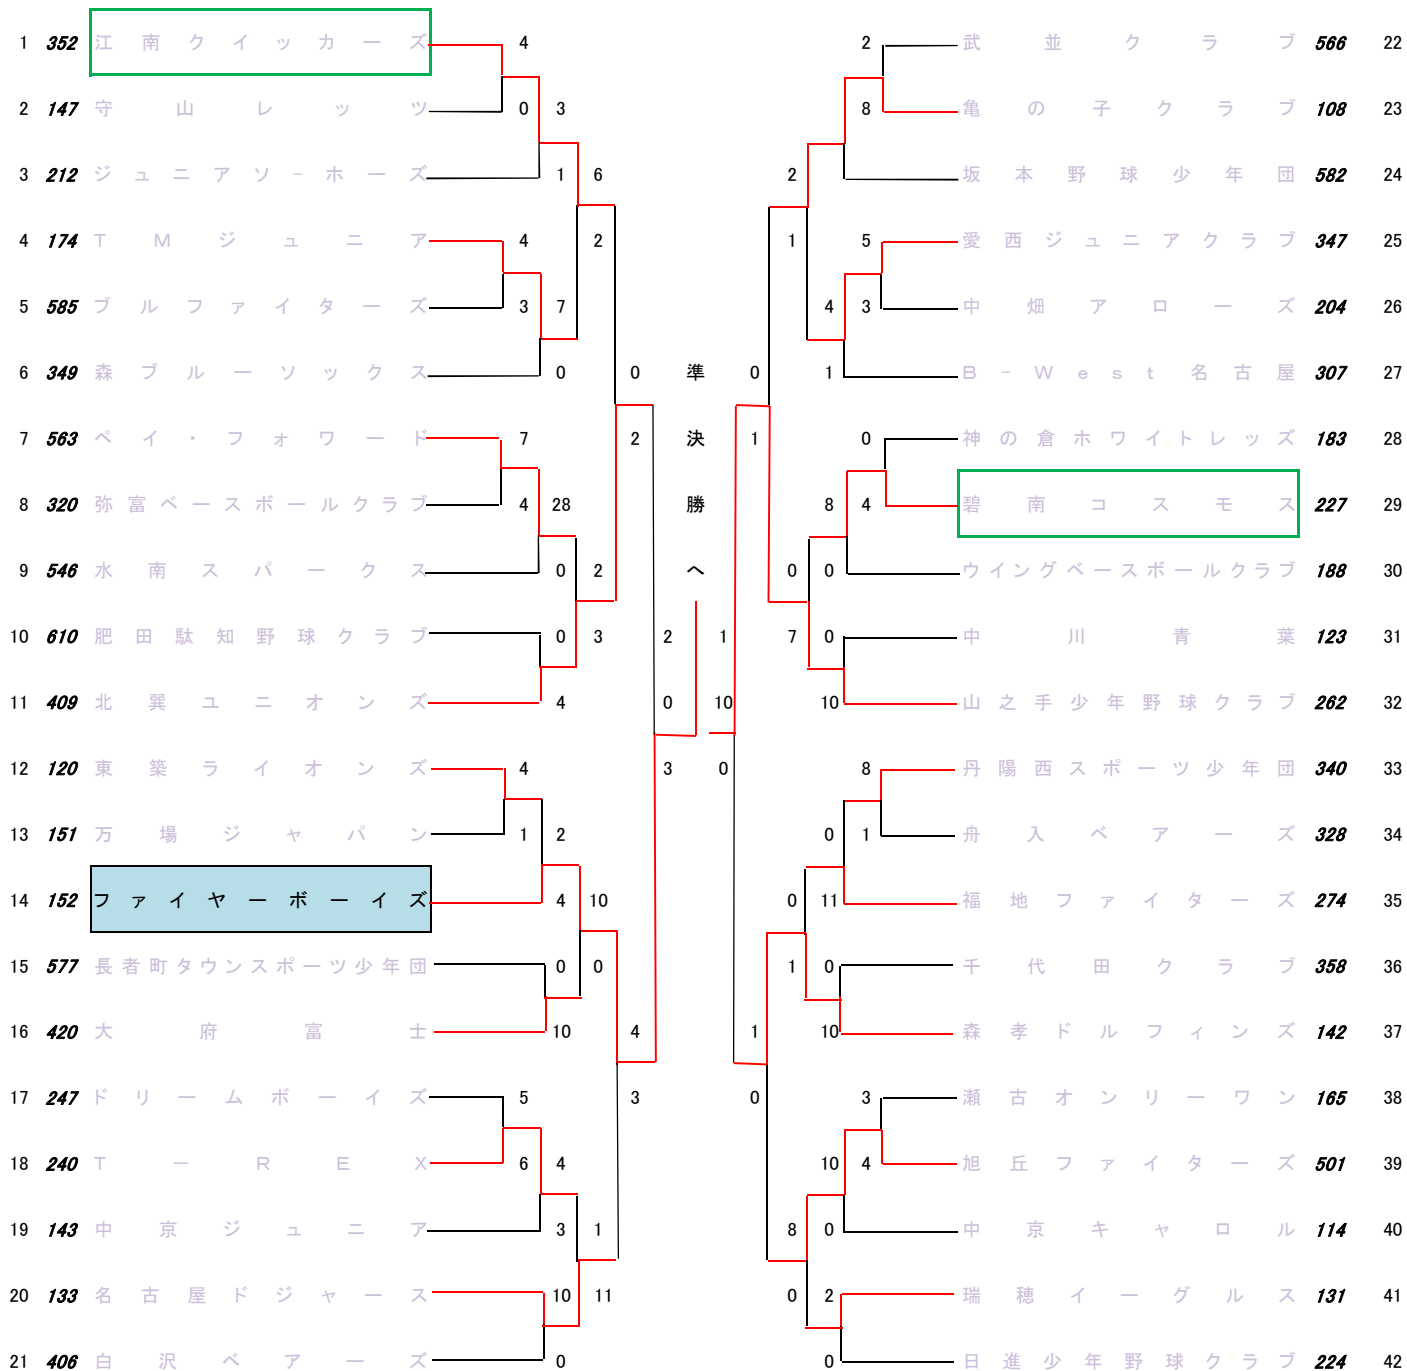 1 352 江南クイッカーズ 4 2 武並クラブ 566 22
2 147 守山レッツ 0 3 8 亀の子クラブ 108 23
3 212 ジュニアソ-ホーズ 1 6 2 坂本野球少年団 582 24
4 174 TMジュニア 4 2 1 5 愛西ジュニアクラブ 347 25
5 585 ブルファイターズ 3 7 4 3 中畑アローズ 204 26
6 349 森ブルーソックス 0 0 準 0 1 B-West名古屋 307 27
7 563 ペイ・フォワード 7 2 決 1 0 神の倉ホワイトレッズ 183 28
8 320 弥富ベースボールクラブ 4 28 勝 8 4 碧南コスモス 227 29
9 546 水南スパークス 0 2 へ 0 0 ウイングベースボールクラブ 188 30
10 610 肥田駄知野球クラブ 0 3 2 1 7 0 中川青葉 123 31
11 409 北巽ユニオンズ 4 0 10 10 山之手少年野球クラブ 262 32
12 120 東築ライオンズ 4 3 0 8 丹陽西スポーツ少年団 340 33
13 151 万場ジャパン 1 2 0 1 舟入ベアーズ 328 34
14 152 ファイヤーボーイズ 4 10 0 11 福地ファイターズ 274 35
15 577 長者町タウンスポーツ少年団 0 0 1 0 千代田クラブ 358 36
16 420 大府富士 10 4 1 10 森孝ドルフィンズ 142 37
17 247 ドリームボーイズ 5 3 0 3 瀬古オンリーワン 165 38
18 240 T-REX 6 4 10 4 旭丘ファイターズ 501 39
19 143 中京ジュニア 3 1 8 0 中京キャロル 114 40
20 133 名古屋ドジャース 10 11 0 2 瑞穂イーグルス 131 41
21 406 白沢ベアーズ 0 0 日進少年野球クラブ 224 42